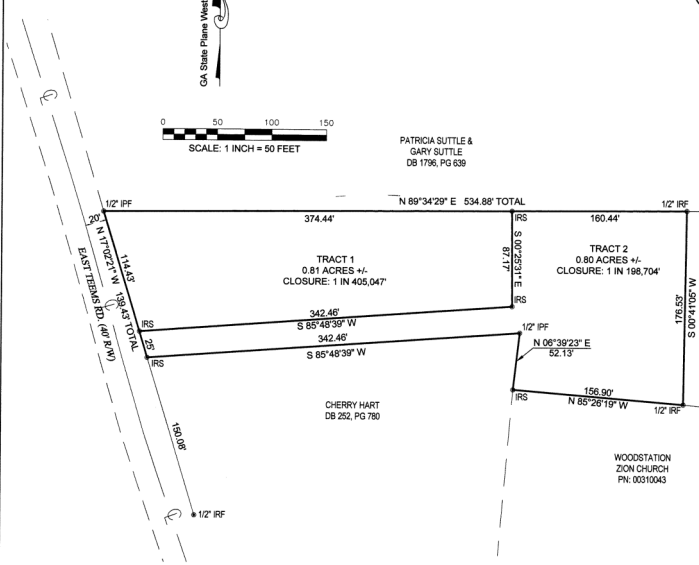 GA State Plane West
0 50 100 150
SCALE: 1 INCH = 50 FEET
PATRICIA SUTTLE &
GARY SUTTLE
DB 1796, PG 639
1/2" IPF
N 89°34'29" E 534.88' TOTAL
1/2" IRF
374.44'
IRS
160.44'
20'
N 17°02'21" W 139.43' TOTAL
114.43'
TRACT 1
0.81 ACRES +/-
CLOSURE: 1 IN 405,047'
S 00°25'31" E
87.17'
TRACT 2
0.80 ACRES +/-
CLOSURE: 1 IN 198,704'
176.53'
S 00°41'05" W
EAST TEEMS RD. (40' R/W)
IRS
342.46'
S 85°48'39" W
IRS
25'
IRS
342.46'
S 85°48'39" W
1/2" IPF
N 06°39'23" E
52.13'
IRS
156.90'
N 85°26'19" W
1/2" IRF
CHERRY HART
DB 252, PG 780
150.08'
1/2" IRF
WOODSTATION
ZION CHURCH
PN: 00310043